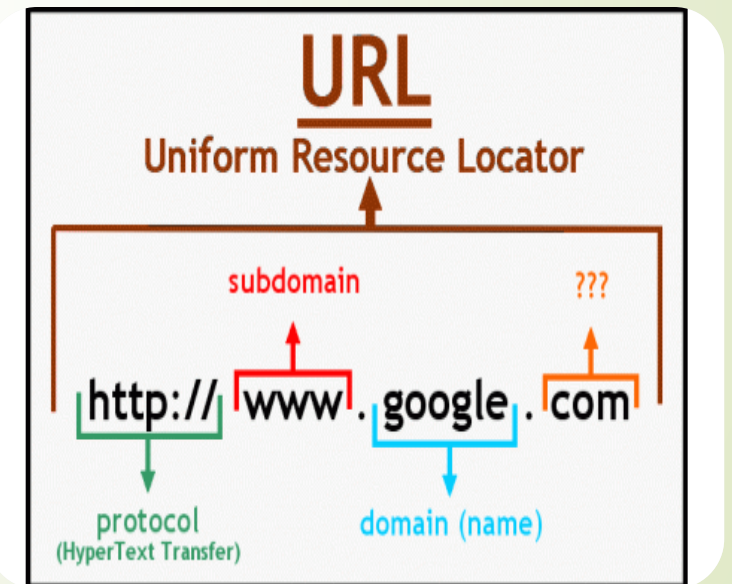 URL
Uniform Resource Locator
subdomain
???
http:// www . google . com
protocol
(HyperText Transfer)
domain (name)